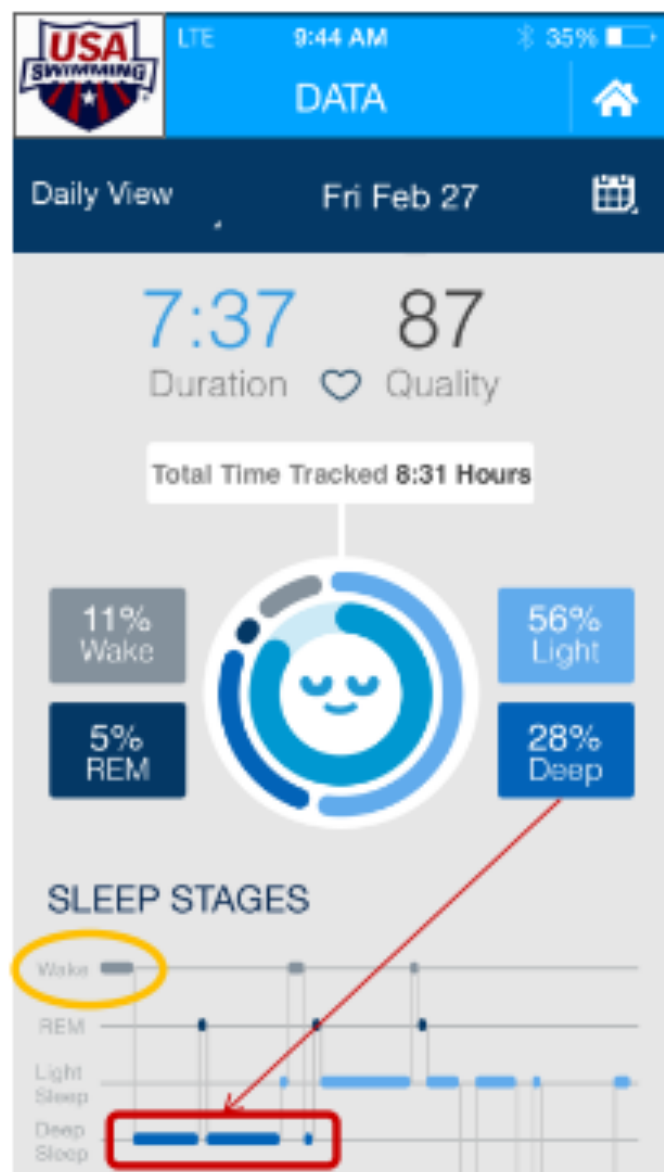 USA
SWIMMING
LTE 9:44 AM 35%
DATA
Daily View Fri Feb 27
7:37 87
Duration Quality
Total Time Tracked 8:31 Hours
11% Wake
56% Light
5% REM
28% Deep
SLEEP STAGES
Wake
REM
Light
Sleep
Deep
Sleep